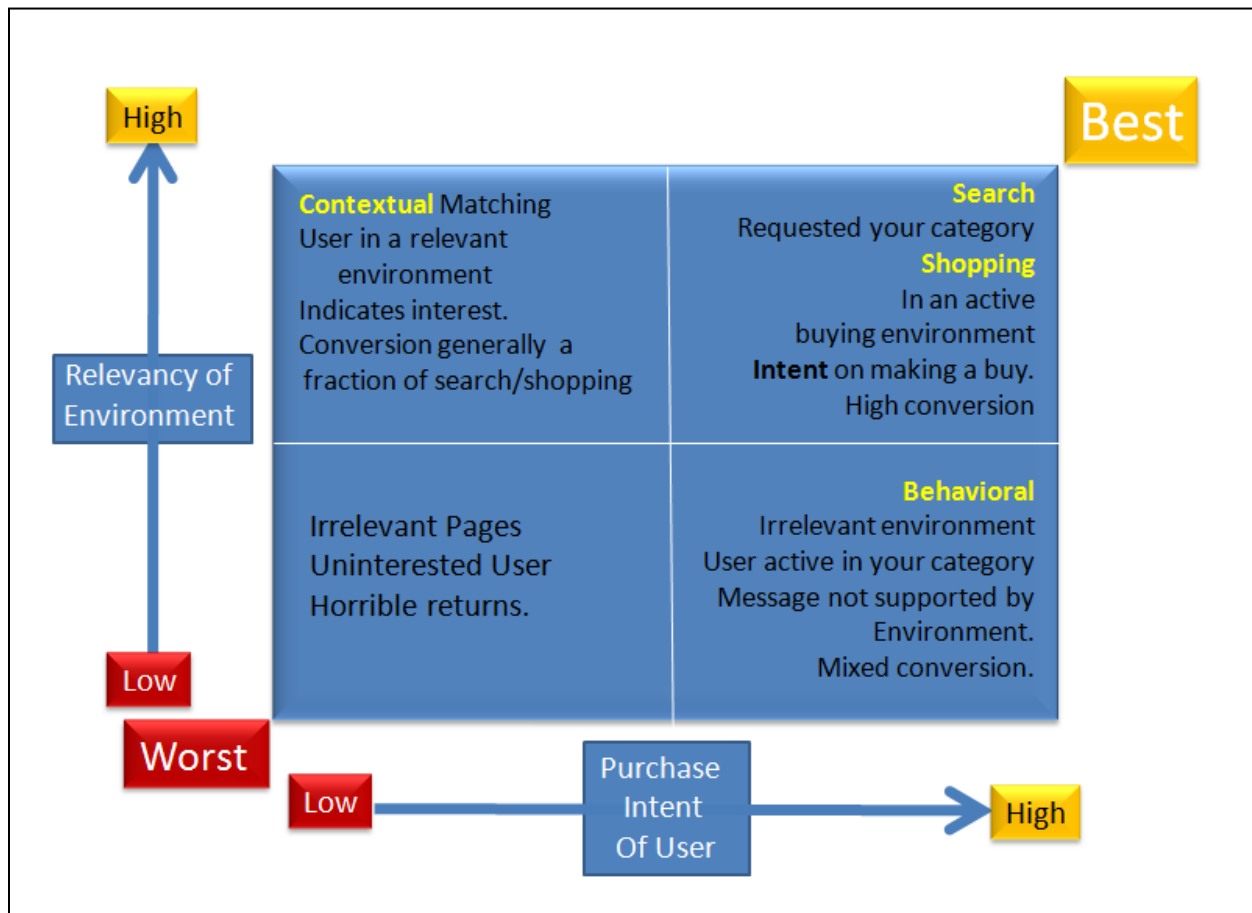 High
Best
Contextual Matching
User in a relevant
environment
Indicates interest.
Conversion generally a
fraction of search/shopping
Search
Requested your category
Shopping
In an active
buying environment
Intent on making a buy.
High conversion
Relevancy of
Environment
Irrelevant Pages
Uninterested User
Horrible returns.
Behavioral
Irrelevant environment
User active in your category
Message not supported by
Environment.
Mixed conversion.
Low
Worst
Low
Purchase
Intent
Of User
High